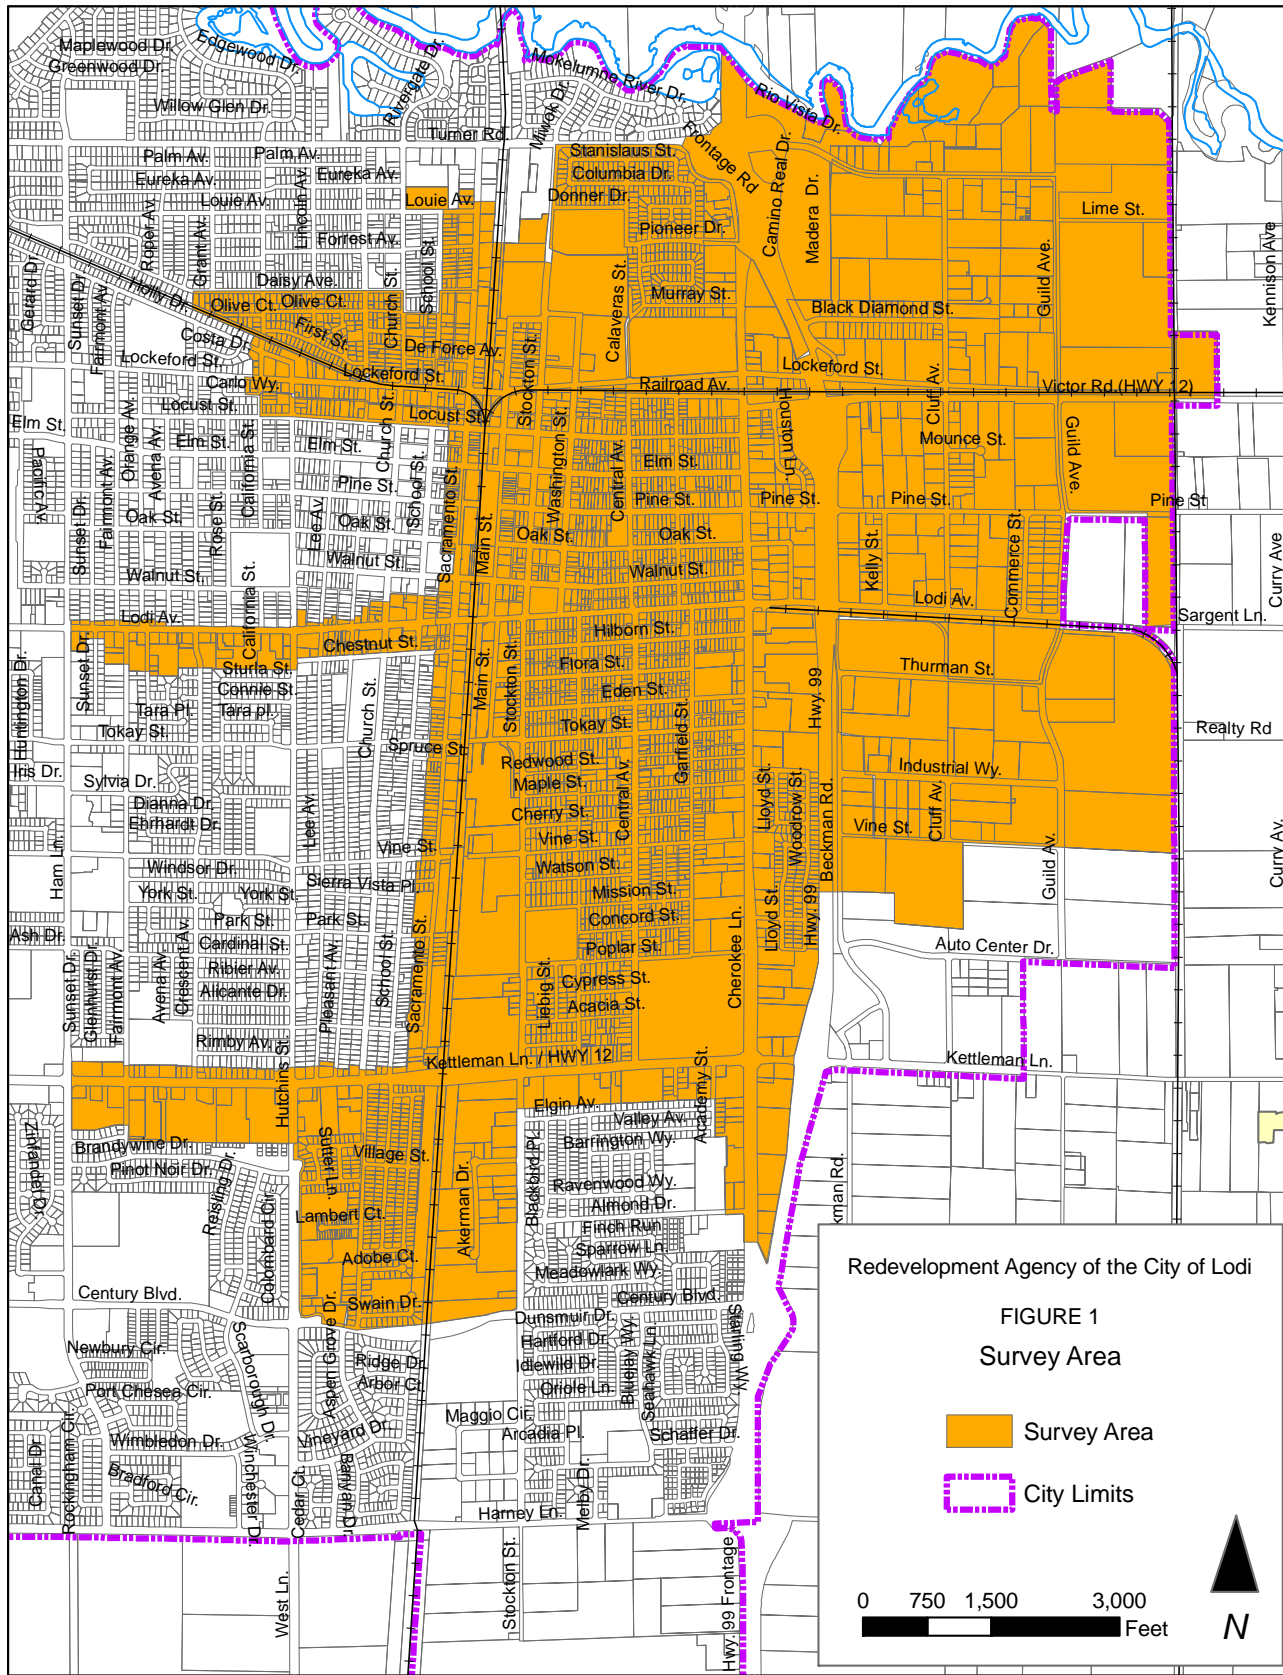 Maplewood Dr.
Edgewood Dr.
Greenwood Dr.
Willow Glen Dr.
Rivergate Dr.
Mokelumne River Dr.
Miwok Dr.
Rio Vista Dr.
Turner Rd.
Frontage Rd
Camino Real Dr.
Madera Dr.
Palm Av.
Palm Av.
Stanislaus St.
Eureka Av.
Eureka Av.
Columbia Dr.
Louie Av.
Louie Av.
Donner Dr.
Lime St.
Roper Av.
Grant Av.
Lincoln Av.
Forrest Av.
School St.
Pioneer Dr.
Kennison Ave
Gerard Dr.
Sunset Dr.
Fairmont Av.
Holly Dr.
Daisy Ave.
Church St.
Calaveras St.
Murray St.
Guild Ave.
Olive Ct.
Olive Ct.
Black Diamond St.
First St.
Costa Dr.
De Force Av.
Stockton St.
Lockeford St.
Lockeford St.
Lockeford St.
Carlo Wy.
Railroad Av.
Cluff Av.
Victor Rd.(HWY 12)
Locust St.
Locust St.
Houston Ln.
Elm St.
Orange Av.
Avena Av.
Elm St.
California St.
Elm St.
Church St.
Washington St.
Central Av.
Mounce St.
Guild Ave.
Pacific Av.
Fairmont Av.
Pine St.
School St.
Sacramento St.
Elm St.
Pine St.
Pine St.
Pine St.
Pine St
Sunset Dr.
Oak St.
Rose St.
Lee Av.
Oak St.
Main St.
Oak St.
Oak St.
Walnut St.
Walnut St.
Walnut St.
Kelly St.
Commerce St.
Curry Ave
Lodi Av.
California St.
Lodi Av.
Sargent Ln.
Chestnut St.
Hilborn St.
Huntington Dr.
Sunset Dr.
Sturla St.
Connie St.
Main St.
Stockton St.
Flora St.
Eden St.
Hwy. 99
Thurman St.
Tara Pl.
Tara pl.
Church St.
Tokay St.
Tokay St.
Garfield St.
Realty Rd
Spruce St.
Iris Dr.
Sylvia Dr.
Redwood St.
Maple St.
Industrial Wy.
Dianna Dr.
Ehrhardt Dr.
Lee Av.
Cherry St.
Central Av.
Lloyd St.
Woodrow St.
Beckman Rd.
Cluff Av.
Vine St.
Vine St.
Vine St.
Ham Ln.
Windsor Dr.
Watson St.
Guild Av.
Curry Av.
York St.
York St.
Sierra Vista Pl.
Mission St.
Park St.
Park St.
Concord St.
Lloyd St.
Hwy. 99
Ash Dr.
Cardinal St.
Poplar St.
Auto Center Dr.
Sunset Dr.
Glenhurst Dr.
Fairmont Av.
Avena Av.
Crescent Av.
Ribier Av.
Alicante Dr.
Pleasant Av.
School St.
Sacramento St.
Liebig St.
Cypress St.
Acacia St.
Cherokee Ln.
Rimby Av.
Hutchins St.
Kettleman Ln. / HWY 12
Kettleman Ln.
Elgin Av.
Academy St.
Valley Av.
Zinfandel Dr.
Brandywine Dr.
Sutter Ln.
Village St.
Blackbird Pl.
Barrington Wy.
Pinot Noir Dr.
Reisling Dr.
Colombard Cir.
Akerman Dr.
Ravenwood Wy.
Almond Dr.
kman Rd.
Lambert Ct.
Finch Run
Adobe Ct.
Sparrow Ln.
Meadowlark Wy.
Century Blvd.
Century Blvd.
Swain Dr.
Dunsmuir Dr.
Newbury Cir.
Scarborough Dr.
Aspen Grove Dr.
Ridge Dr.
Hartford Dr.
Bluejay Wy.
Seahawk Ln.
Starling Wy
Port Chesea Cir.
Arbor Ct.
Idlewild Dr.
Oriole Ln.
Maggio Cir.
Canal Dr
Rockingham Cir.
Wimbledon Dr.
Winchester Dr.
Vineyard Dr.
Arcadia Pl.
Schaffer Dr.
Bradford Cir.
Cedar Ct.
Banyan Dr.
Melby Dr.
Harney Ln.
West Ln.
Stockton St.
Hwy. 99 Frontage
Redevelopment Agency of the City of Lodi
FIGURE 1
Survey Area
Survey Area
City Limits
0 750 1,500 3,000
Feet
N